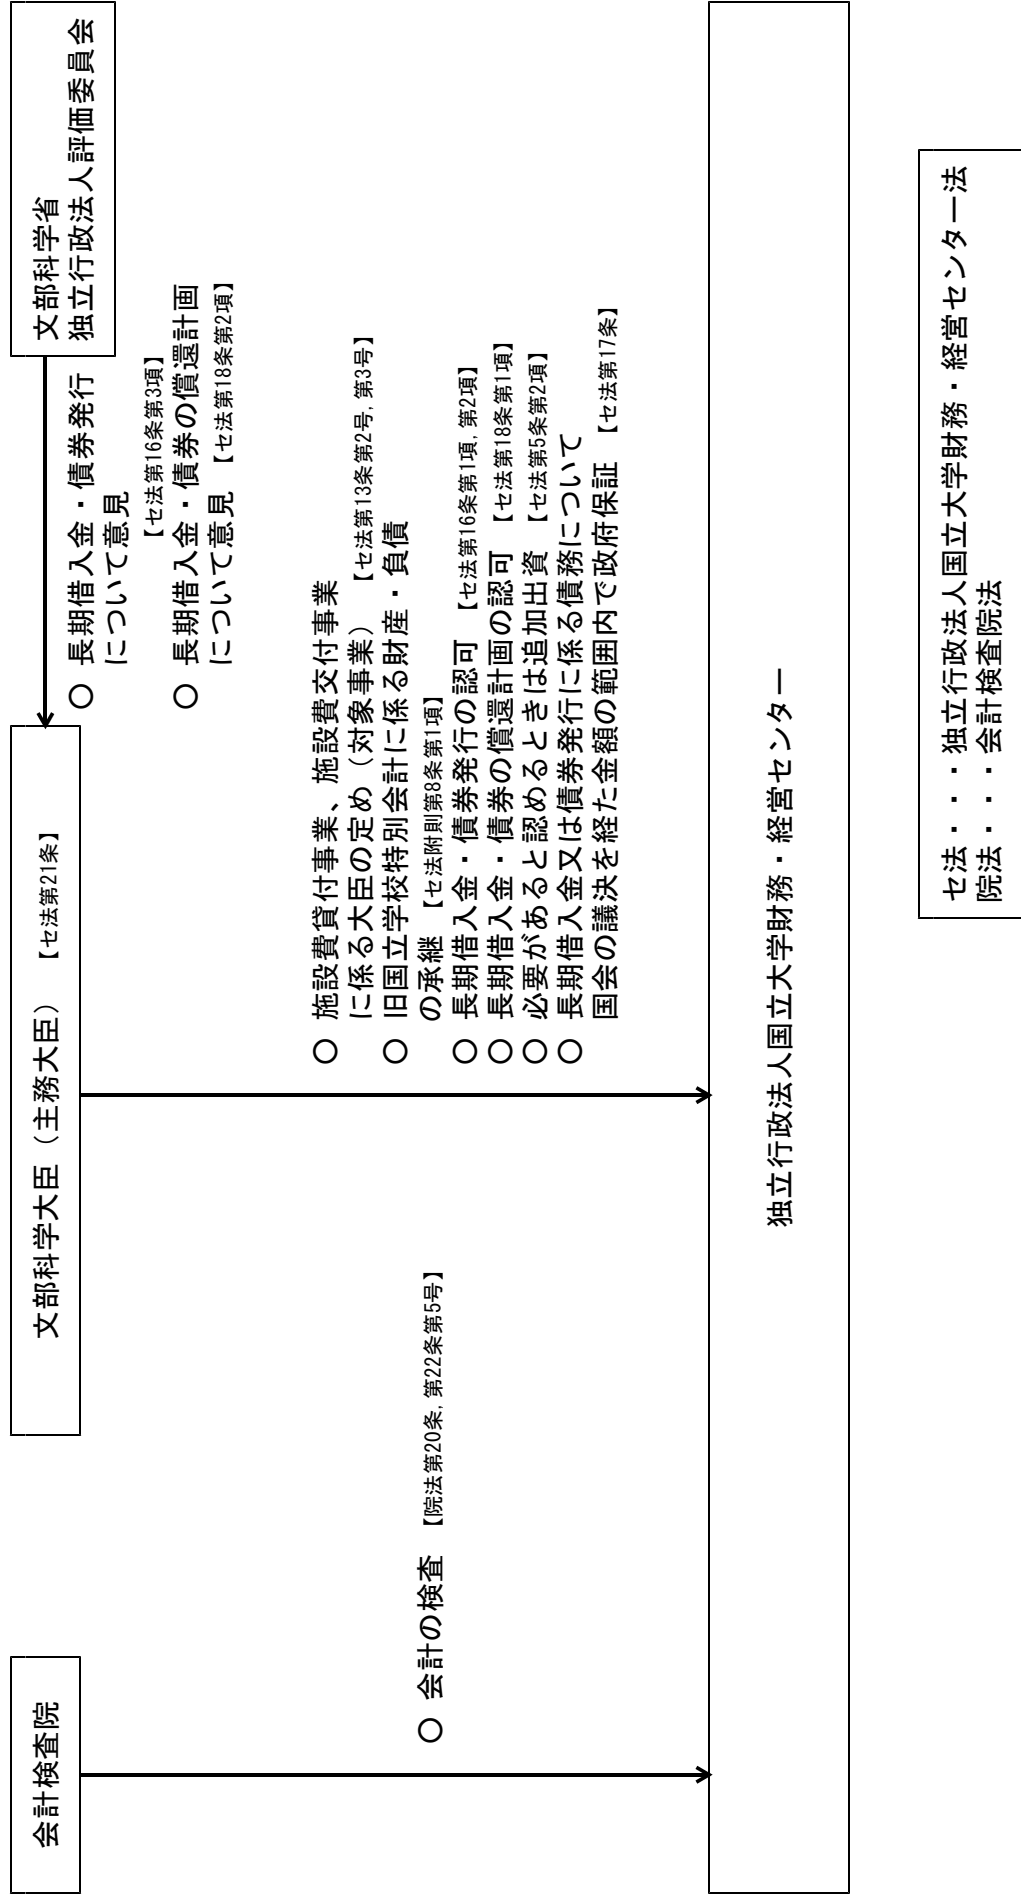 会計検査院
文部科学大臣（主務大臣）　【セ法第21条】
文部科学省
独立行政法人評価委員会
○ 長期借入金・債券発行
について意見
【セ法第16条第3項】
○ 長期借入金・債券の償還計画
について意見 【セ法第18条第2項】
○ 施設費貸付事業、施設費交付事業
に係る大臣の定め（対象事業） 【セ法第13条第2号,第3号】
○ 旧国立学校特別会計に係る財産・負債
の承継 【セ法附則第8条第1項】
○ 長期借入金・債券発行の認可 【セ法第16条第1項,第2項】
○ 長期借入金・債券の償還計画の認可 【セ法第18条第1項】
○ 必要があると認めるときは追加出資 【セ法第5条第2項】
○ 長期借入金又は債券発行に係る債務について
国会の議決を経た金額の範囲内で政府保証 【セ法第17条】
○ 会計の検査 【院法第20条,第22条第5号】
独立行政法人国立大学財務・経営センター
セ法・・・独立行政法人国立大学財務・経営センター法
院法・・・会計検査院法